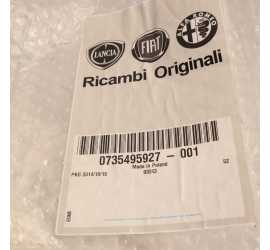 LANCIA FIAT ALFA ROMEO
Ricambi Originali
0735495927 - 001
Made in Poland